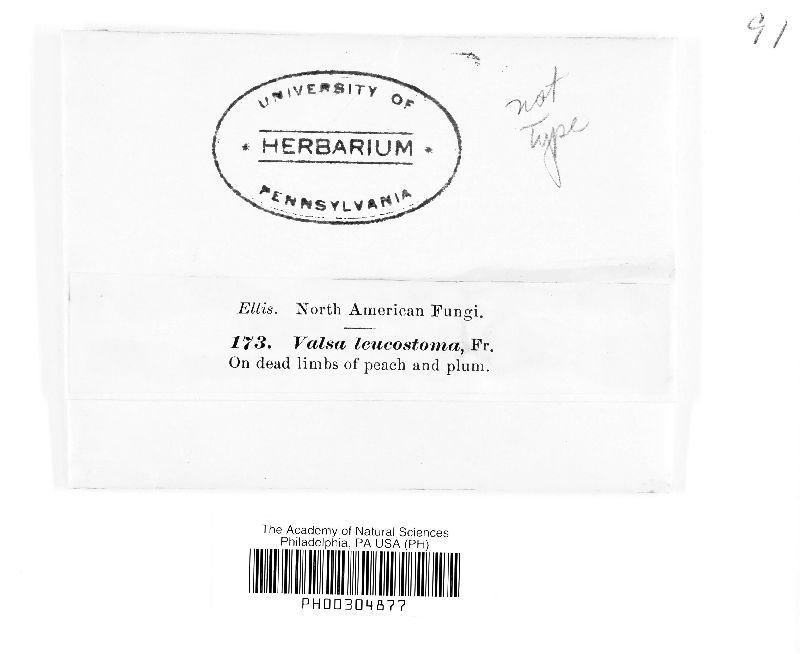 91
UNIVERSITY OF
* HERBARIUM *
PENNSYLVANIA
not
Type
Ellis. North American Fungi.
173. Valsa leucostoma, Fr.
On dead limbs of peach and plum.
The Academy of Natural Sciences
Philadelphia, PA USA (PH)
PH00304877